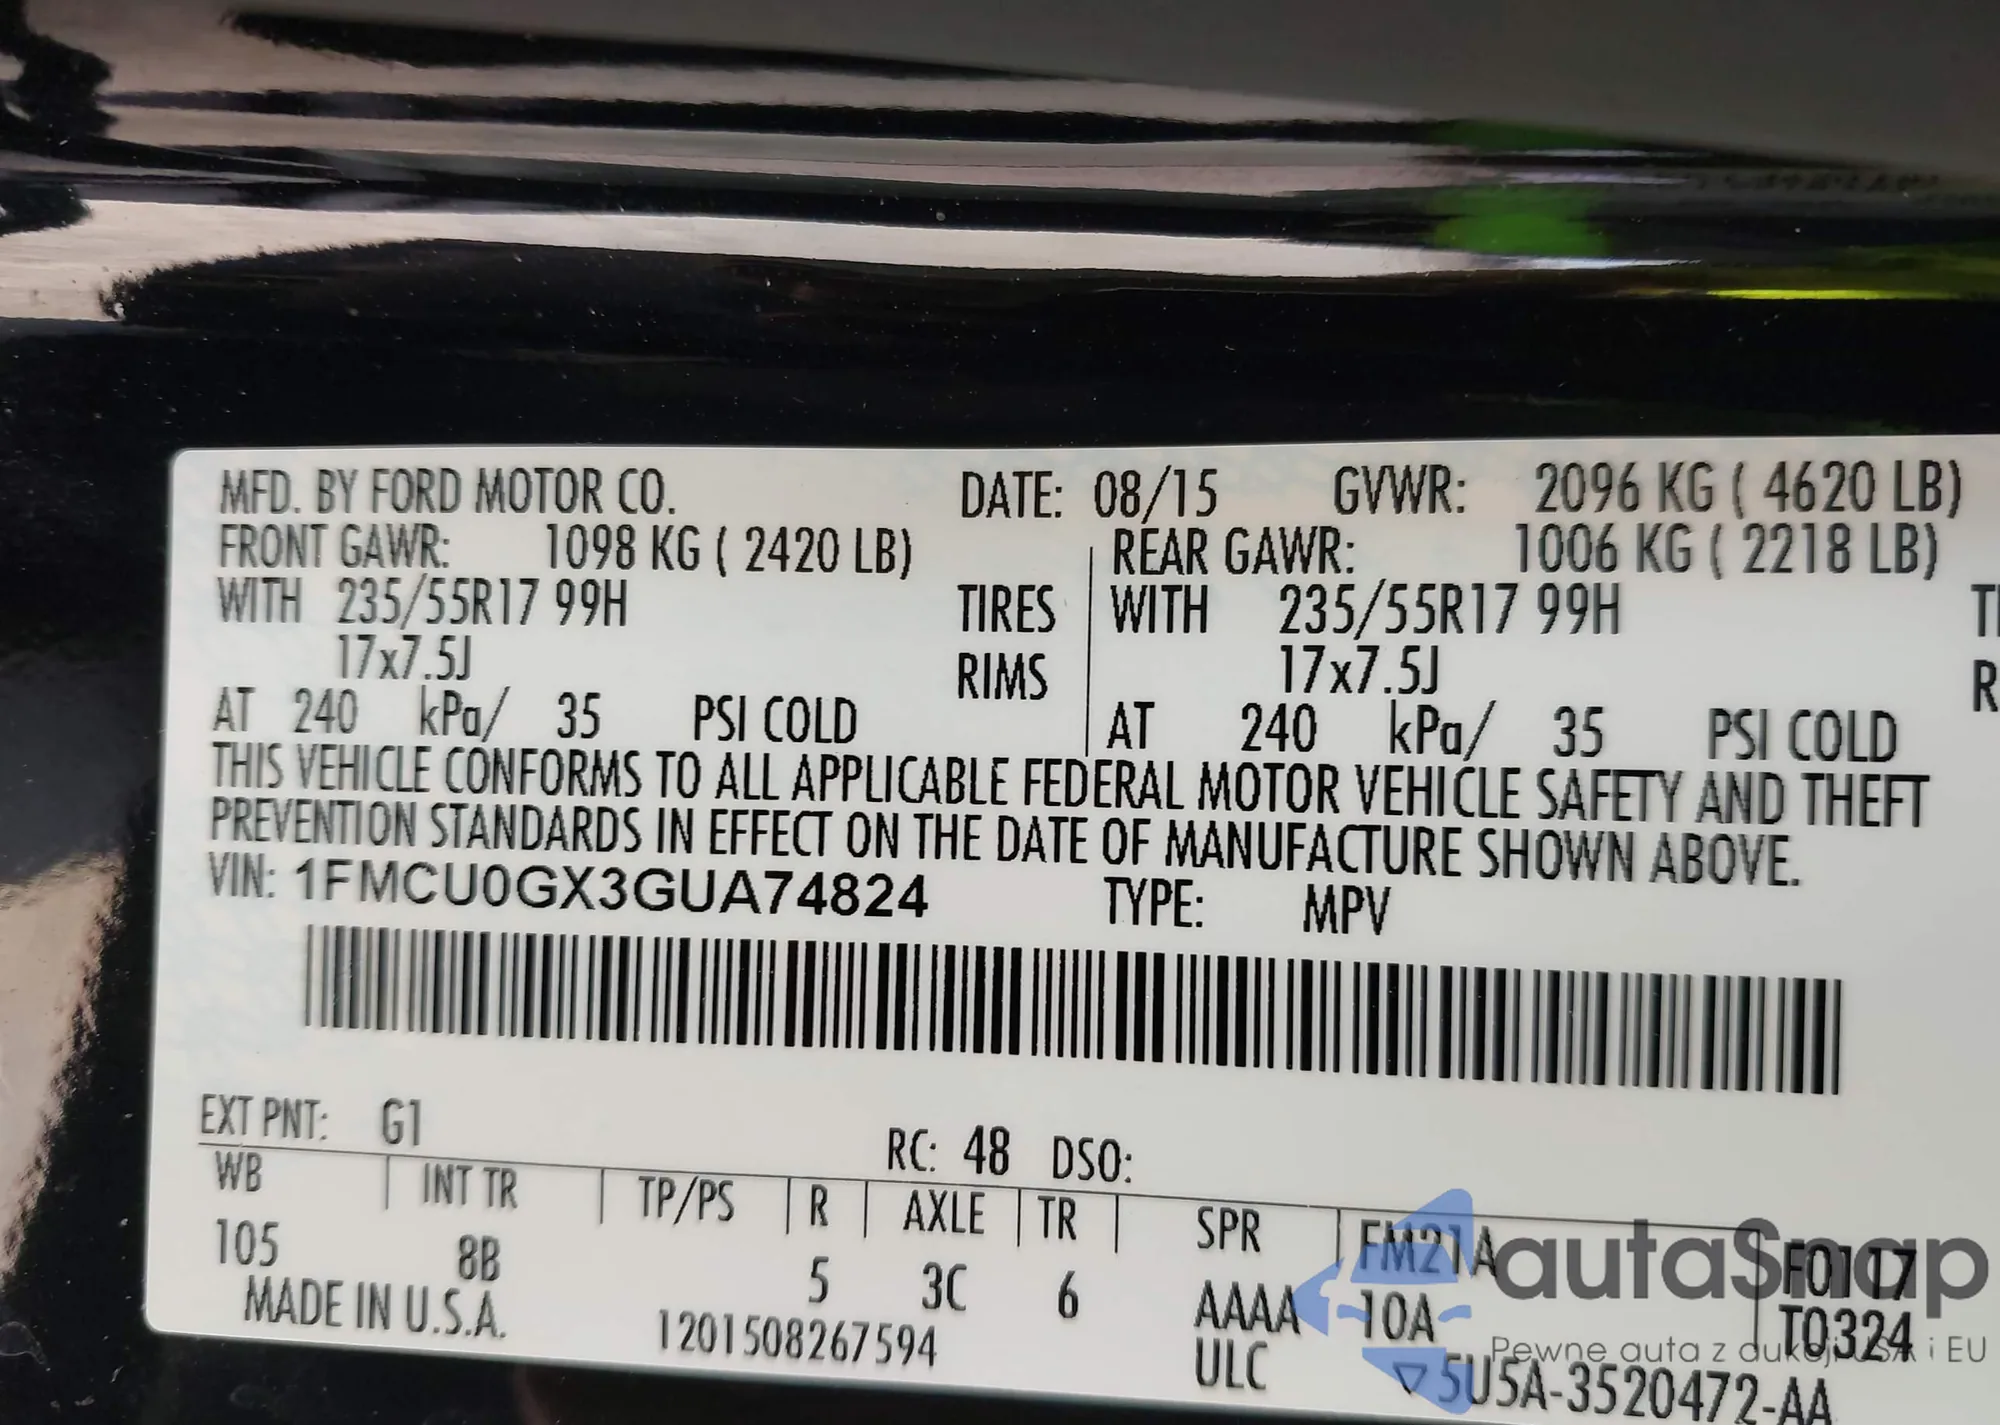 MFD. BY FORD MOTOR CO. DATE: 08/15 GVWR: 2096 KG ( 4620 LB)
FRONT GAWR: 1098 KG ( 2420 LB) REAR GAWR: 1006 KG ( 2218 LB)
WITH 235/55R17 99H TIRES WITH 235/55R17 99H
17x7.5J RIMS 17x7.5J
AT 240 kPa/ 35 PSI COLD AT 240 kPa/ 35 PSI COLD
THIS VEHICLE CONFORMS TO ALL APPLICABLE FEDERAL MOTOR VEHICLE SAFETY AND THEFT
PREVENTION STANDARDS IN EFFECT ON THE DATE OF MANUFACTURE SHOWN ABOVE.
VIN: 1FMCU0GX3GUA74824 TYPE: MPV
EXT PNT: G1 RC: 48 DSO:
WB INT TR TP/PS R AXLE TR SPR FM21A F0117
105 8B 5 3C 6 AAAA 10A T0324
MADE IN U.S.A. 1201508267594 ULC 5U5A-3520472-AA
autaSnap
Pewne auta z aukcji USA i EU